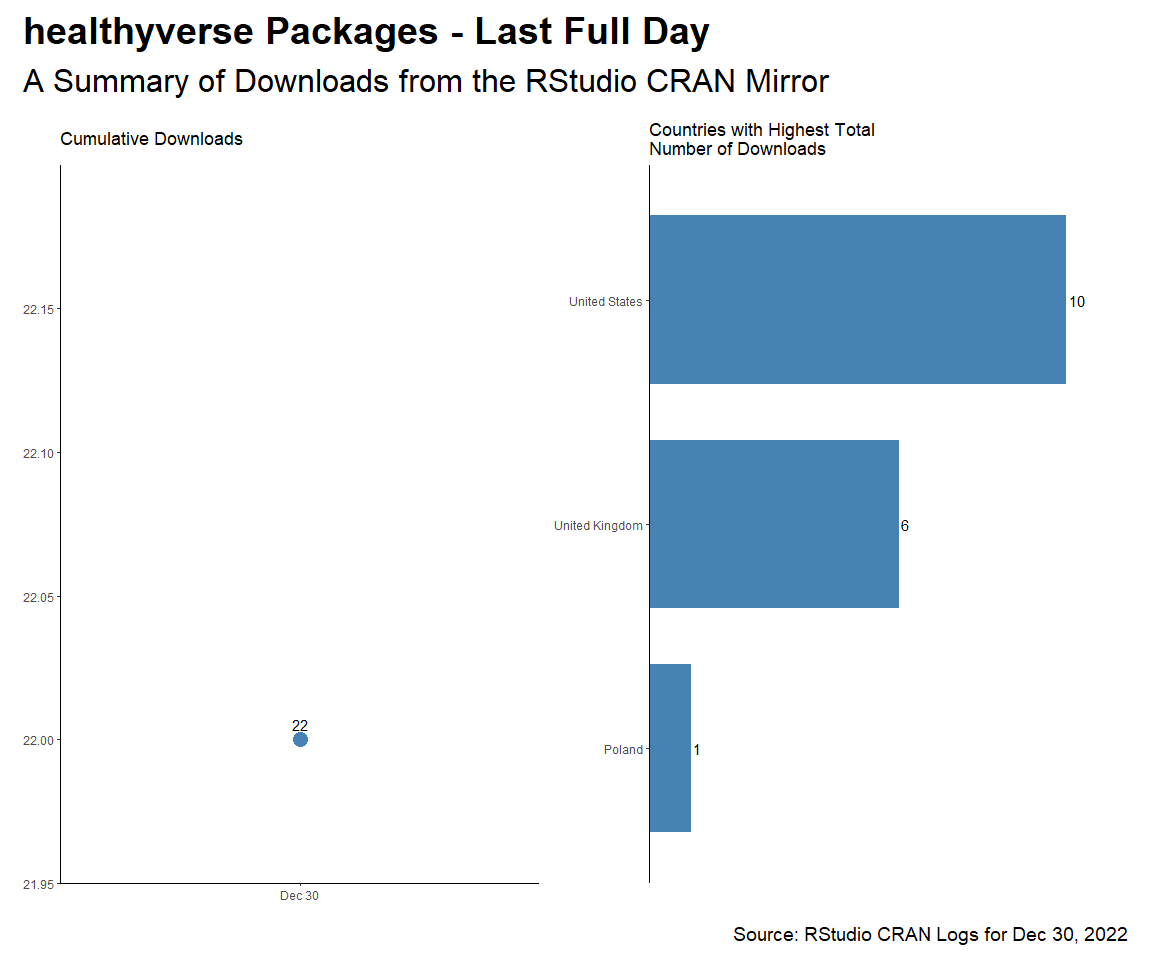 healthyverse Packages - Last Full Day
A Summary of Downloads from the RStudio CRAN Mirror
Cumulative Downloads
22.15
22.10
22.05
22.00
21.95
22
Dec 30
Countries with Highest Total
Number of Downloads
United States
10
United Kingdom
6
Poland
1
Source: RStudio CRAN Logs for Dec 30, 2022